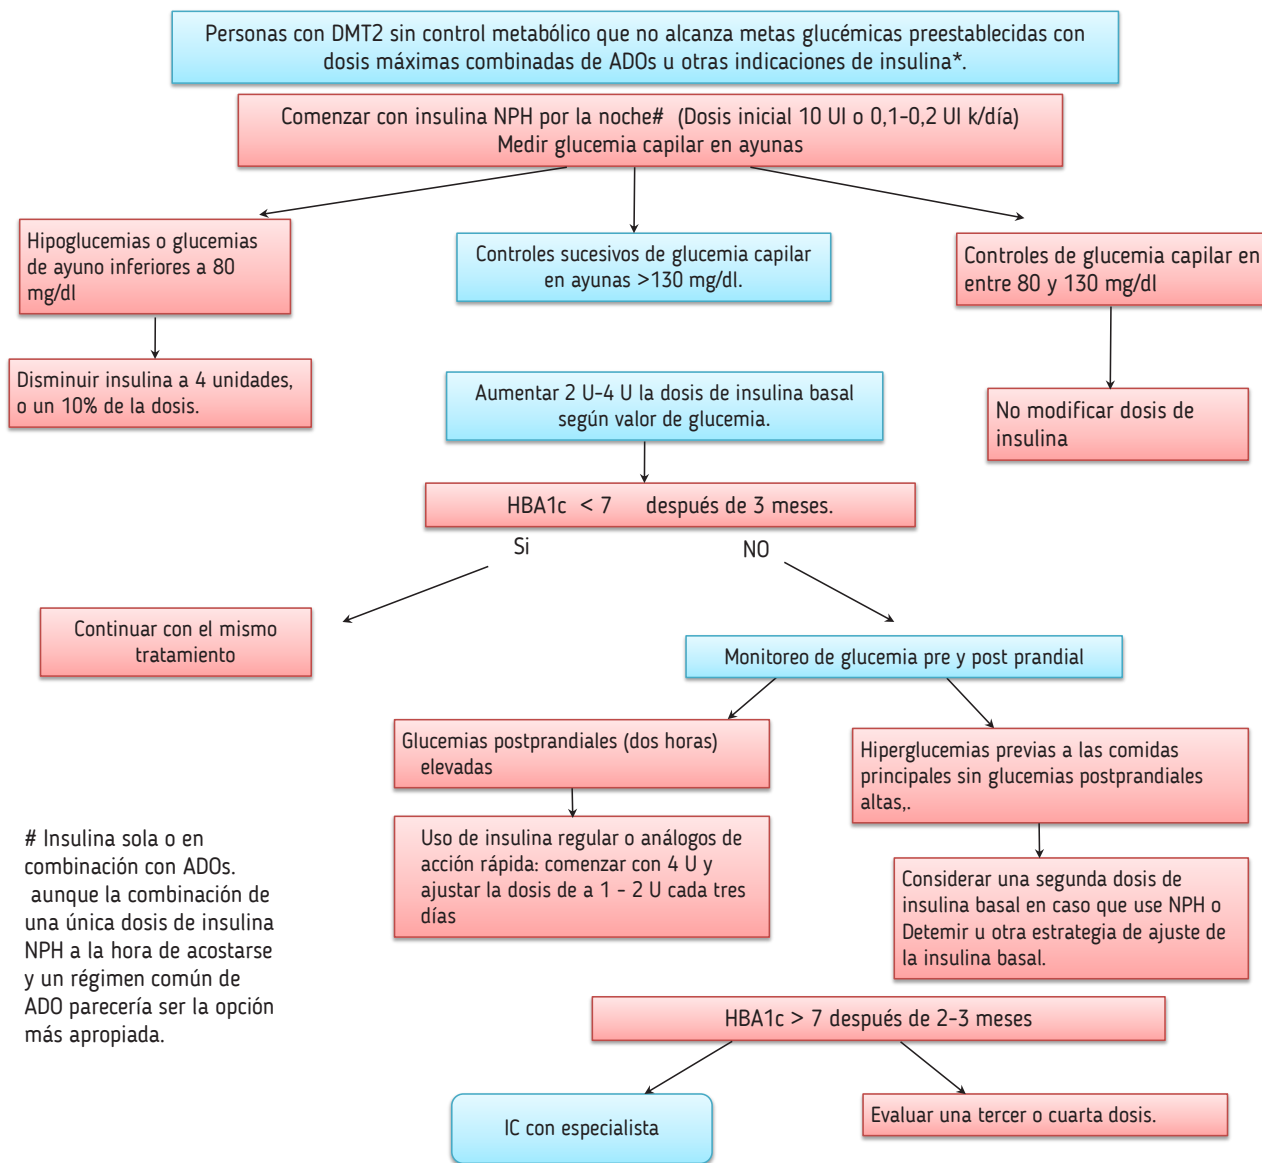 Personas con DMT2 sin control metabólico que no alcanza metas glucémicas preestablecidas con
dosis máximas combinadas de ADOs u otras indicaciones de insulina*.
Comenzar con insulina NPH por la noche# (Dosis inicial 10 UI o 0,1-0,2 UI k/día)
Medir glucemia capilar en ayunas
Hipoglucemias o glucemias
de ayuno inferiores a 80
mg/dl
Controles sucesivos de glucemia capilar
en ayunas >130 mg/dl.
Controles de glucemia capilar en
entre 80 y 130 mg/dl
Disminuir insulina a 4 unidades,
o un 10% de la dosis.
Aumentar 2 U-4 U la dosis de insulina basal
según valor de glucemia.
No modificar dosis de
insulina
HBA1c < 7 después de 3 meses.
Si
NO
Continuar con el mismo
tratamiento
Monitoreo de glucemia pre y post prandial
Glucemias postprandiales (dos horas)
elevadas
Hiperglucemias previas a las comidas
principales sin glucemias postprandiales
altas,.
Uso de insulina regular o análogos de
acción rápida: comenzar con 4 U y
ajustar la dosis de a 1 - 2 U cada tres
días
Considerar una segunda dosis de
insulina basal en caso que use NPH o
Detemir u otra estrategia de ajuste de
la insulina basal.
# Insulina sola o en
combinación con ADOs.
aunque la combinación de
una única dosis de insulina
NPH a la hora de acostarse
y un régimen común de
ADO parecería ser la opción
más apropiada.
HBA1c > 7 después de 2-3 meses
IC con especialista
Evaluar una tercer o cuarta dosis.